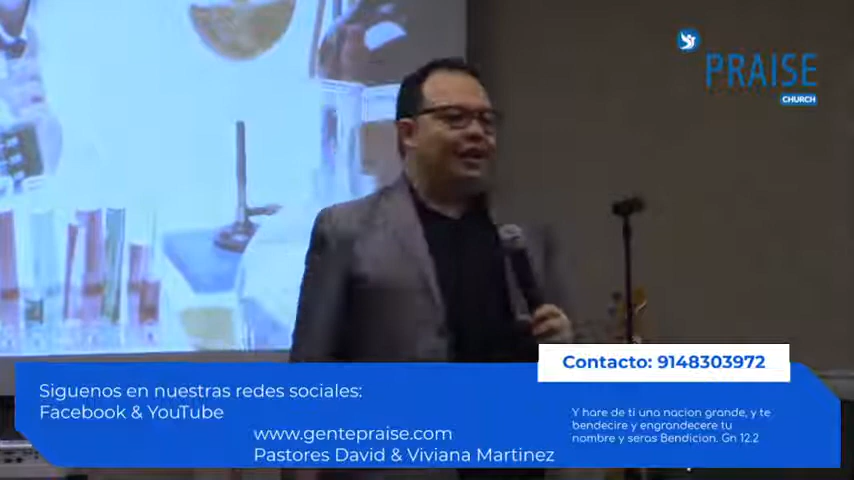 PRAISE
CHURCH
Contacto: 9148303972
Siguenos en nuestras redes sociales:
Facebook & YouTube
www.gentepraise.com
Pastores David & Viviana Martinez
Y hare de ti una nacion grande, y te
bendecire y engrandecere tu
nombre y seras Bendicion. Gn 12.2